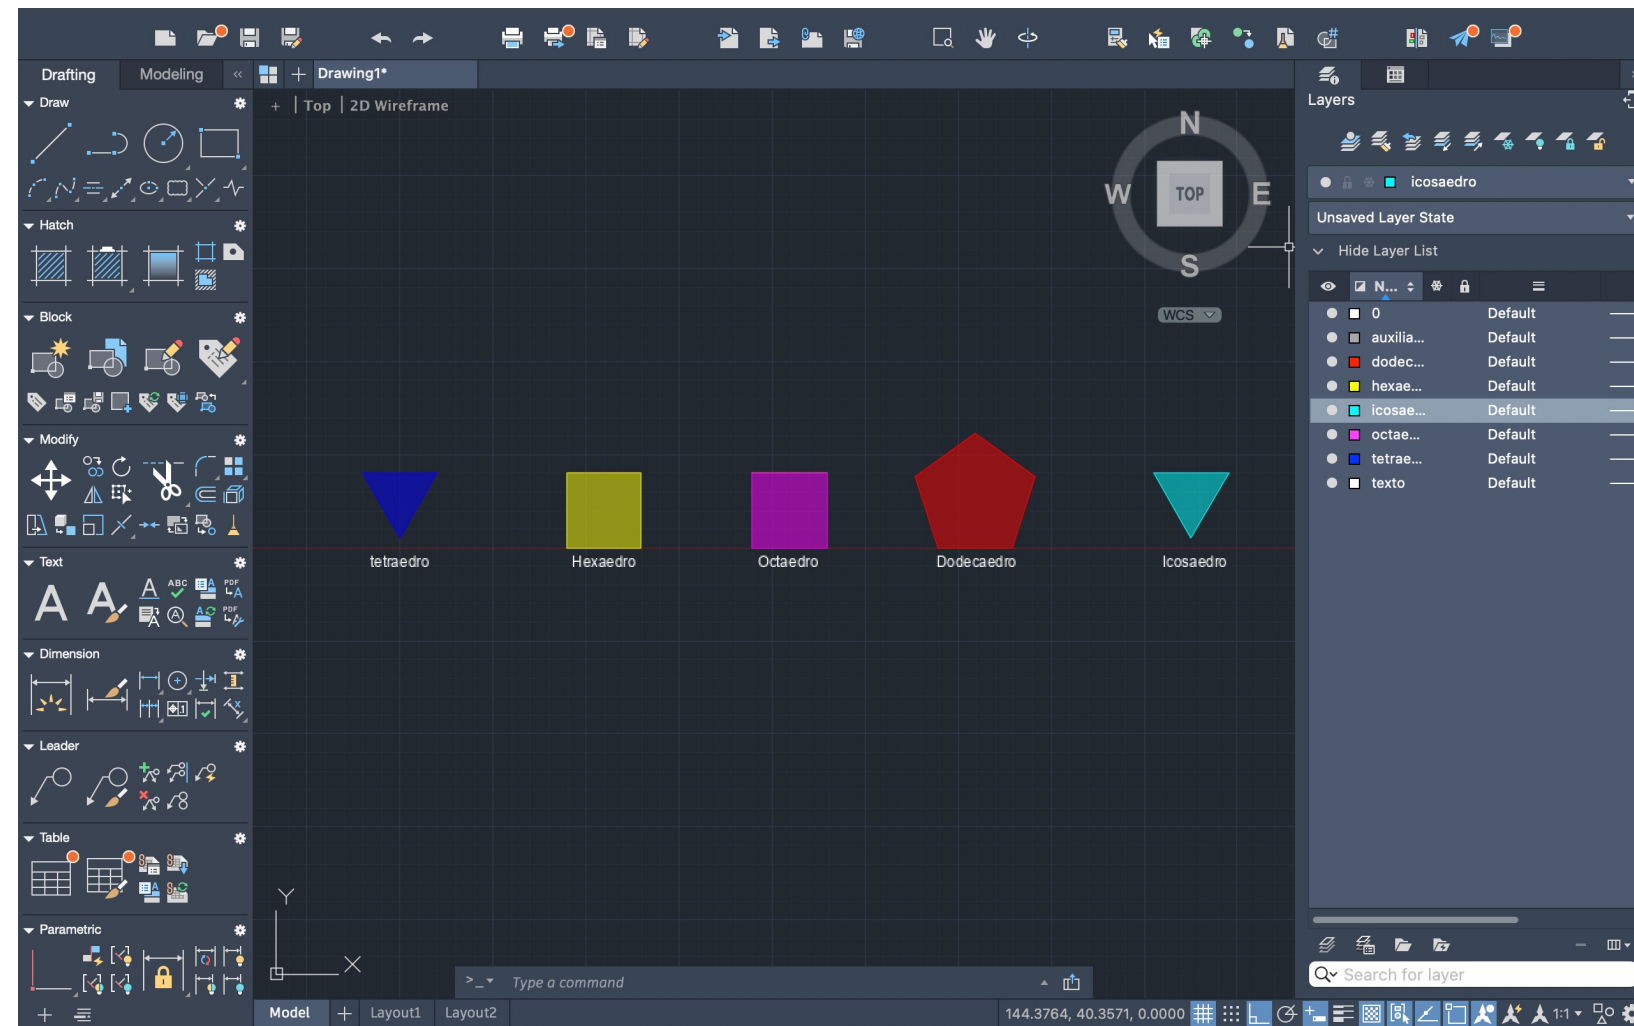 Drafting Modeling «
Drawing1*
+ | Top | 2D Wireframe
Draw
Hatch
Block
Modify
Text
A A A ABC A PDF A
A A PDF
Dimension
Leader
Table
Parametric
N
W TOP E
S
WCS
tetraedro Hexaedro Octaedro Dodecaedro Icosaedro
Y
X
>_ Type a command
Model + Layout1 Layout2
144.3764, 40.3571, 0.0000 1:1
Layers
icosaedro
Unsaved Layer State
Hide Layer List
N...
0 Default
auxilia... Default
dodec... Default
hexae... Default
icosae... Default
octae... Default
tetrae... Default
texto Default
Search for layer